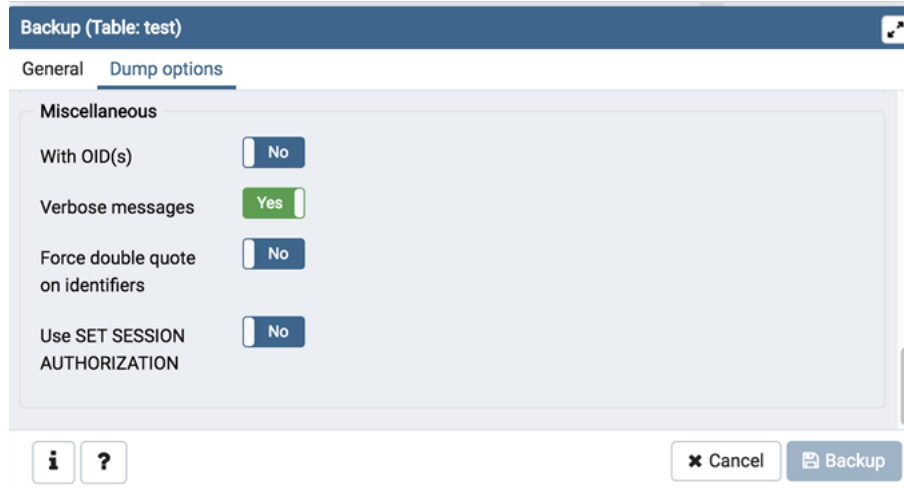 Backup (Table: test)
General Dump options
Miscellaneous
With OID(s) No
Verbose messages Yes
Force double quote No
on identifiers
Use SET SESSION No
AUTHORIZATION
i ? Cancel Backup